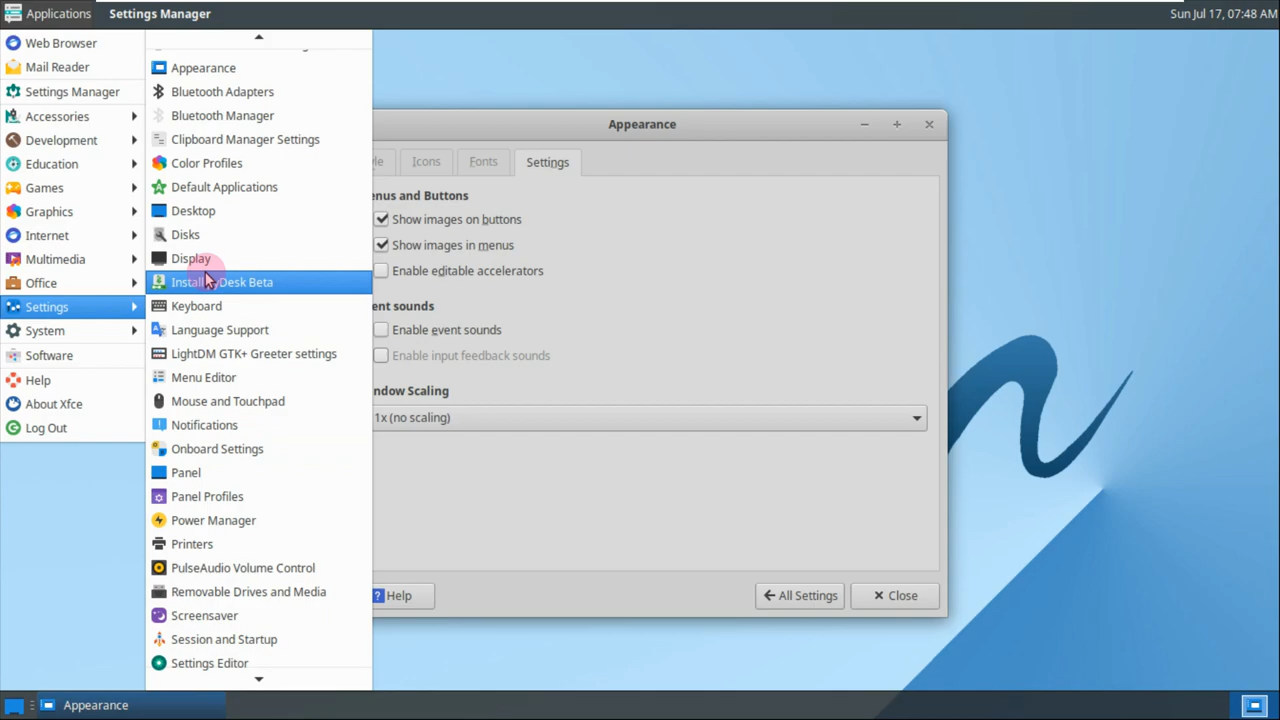 Applications
Settings Manager
Sun Jul 17, 07:48 AM
Web Browser
Mail Reader
Settings Manager
Accessories
Development
Education
Games
Graphics
Internet
Multimedia
Office
Settings
System
Software
Help
About Xfce
Log Out
Appearance
Bluetooth Adapters
Bluetooth Manager
Clipboard Manager Settings
Color Profiles
Default Applications
Desktop
Disks
Display
Desk Beta
Keyboard
Language Support
LightDM GTK+ Greeter settings
Menu Editor
Mouse and Touchpad
Notifications
Onboard Settings
Panel
Panel Profiles
Power Manager
Printers
PulseAudio Volume Control
Removable Drives and Media
Screensaver
Session and Startup
Settings Editor
Appearance
Icons
Fonts
Settings
and Buttons
Show images on buttons
Show images in menus
Enable editable accelerators
sounds
Enable event sounds
Enable input feedback sounds
Scaling
1x (no scaling)
Help
All Settings
Close
Appearance